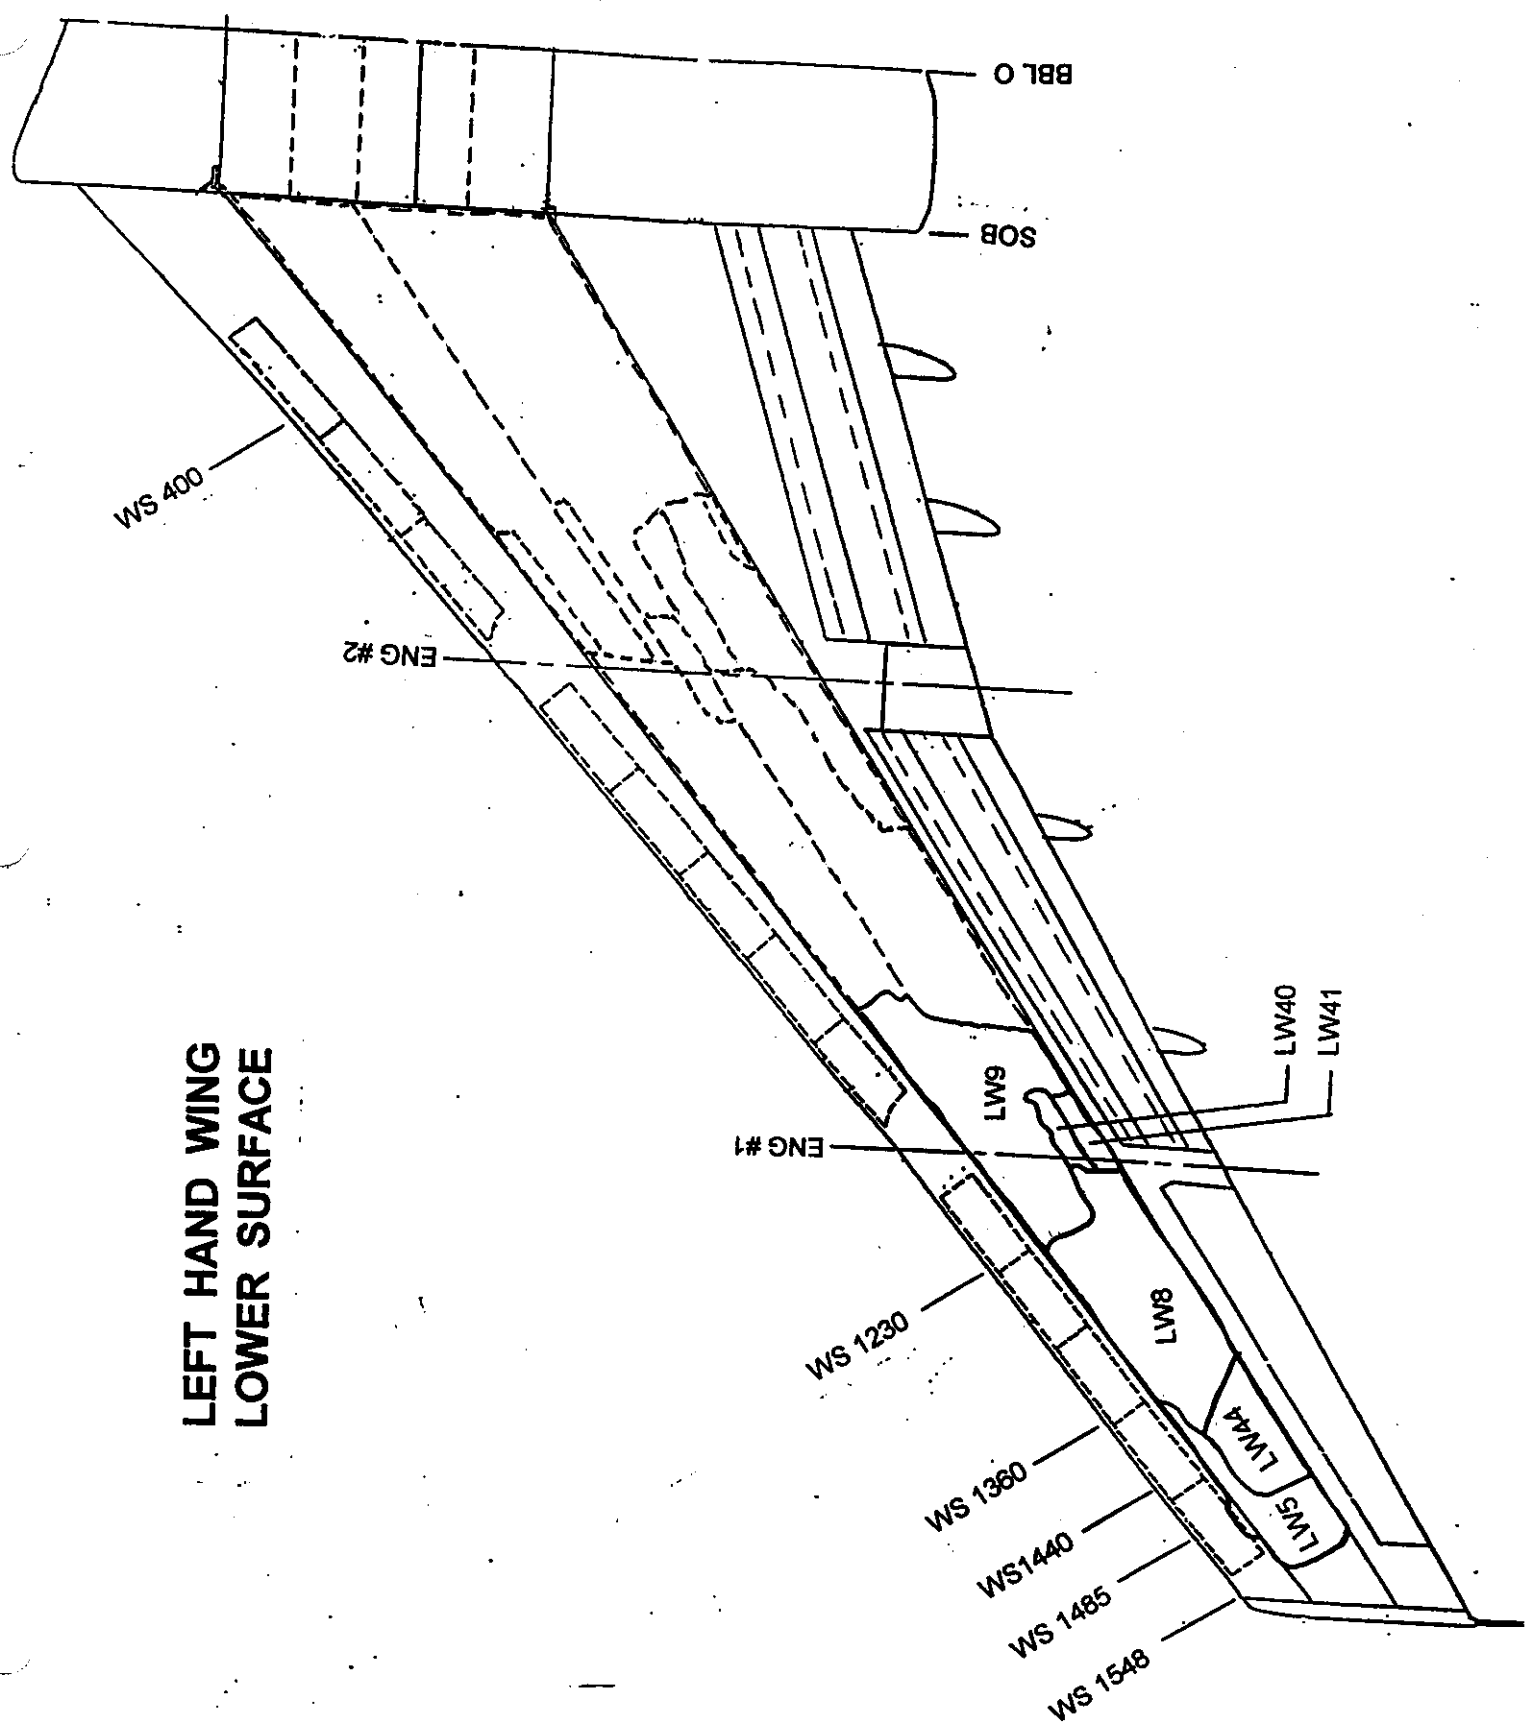 LEFT HAND WING
LOWER SURFACE
BBL O
SOB
WS 400
ENG #2
ENG #1
WS 1230
WS 1360
WS1440
WS 1485
WS 1548
LW9
LW40
LW41
LW8
LW44
LW5